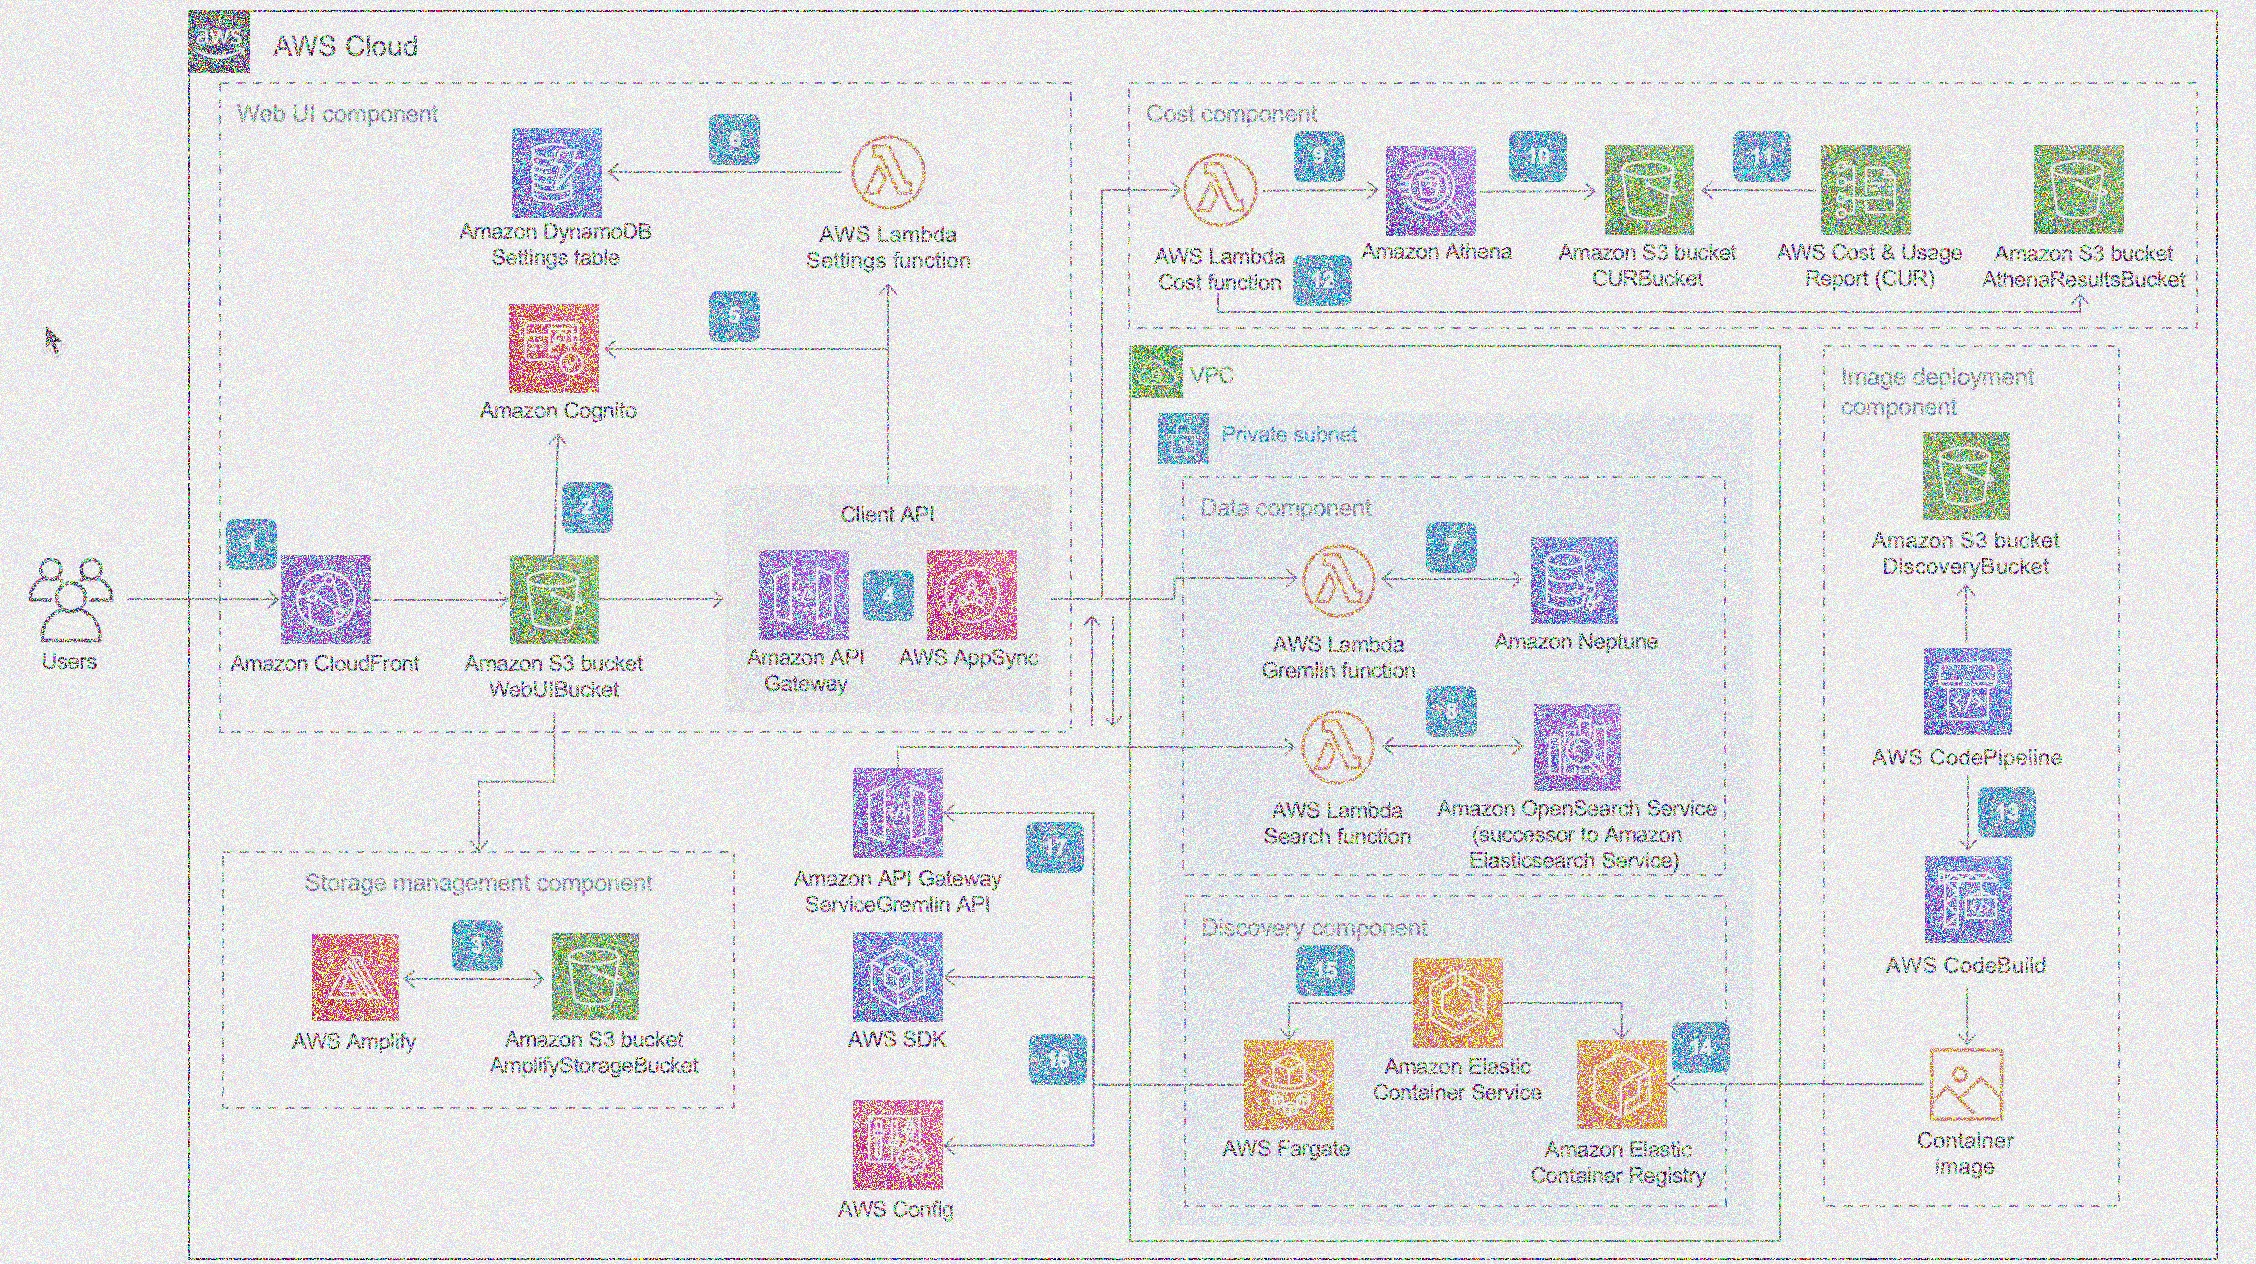 aws
AWS Cloud
Web UI component
6
Amazon DynamoDB
Settings table
AWS Lambda
Settings function
5
Amazon Cognito
2
Client API
1
4
Users
Amazon CloudFront
Amazon S3 bucket
WebUIBucket
Amazon API
Gateway
AWS AppSync
Storage management component
3
AWS Amplify
Amazon S3 bucket
AmplifyStorageBucket
17
Amazon API Gateway
ServiceGremlin API
AWS SDK
16
AWS Config
Cost component
9
10
11
AWS Lambda
Cost function
Amazon Athena
Amazon S3 bucket
CURBucket
AWS Cost & Usage
Report (CUR)
Amazon S3 bucket
AthenaResultsBucket
12
VPC
Private subnet
Data component
7
AWS Lambda
Gremlin function
Amazon Neptune
8
AWS Lambda
Search function
Amazon OpenSearch Service
(successor to Amazon
Elasticsearch Service)
Discovery component
15
Amazon Elastic
Container Service
14
AWS Fargate
Amazon Elastic
Container Registry
Image deployment
component
Amazon S3 bucket
DiscoveryBucket
AWS CodePipeline
13
AWS CodeBuild
Container
image